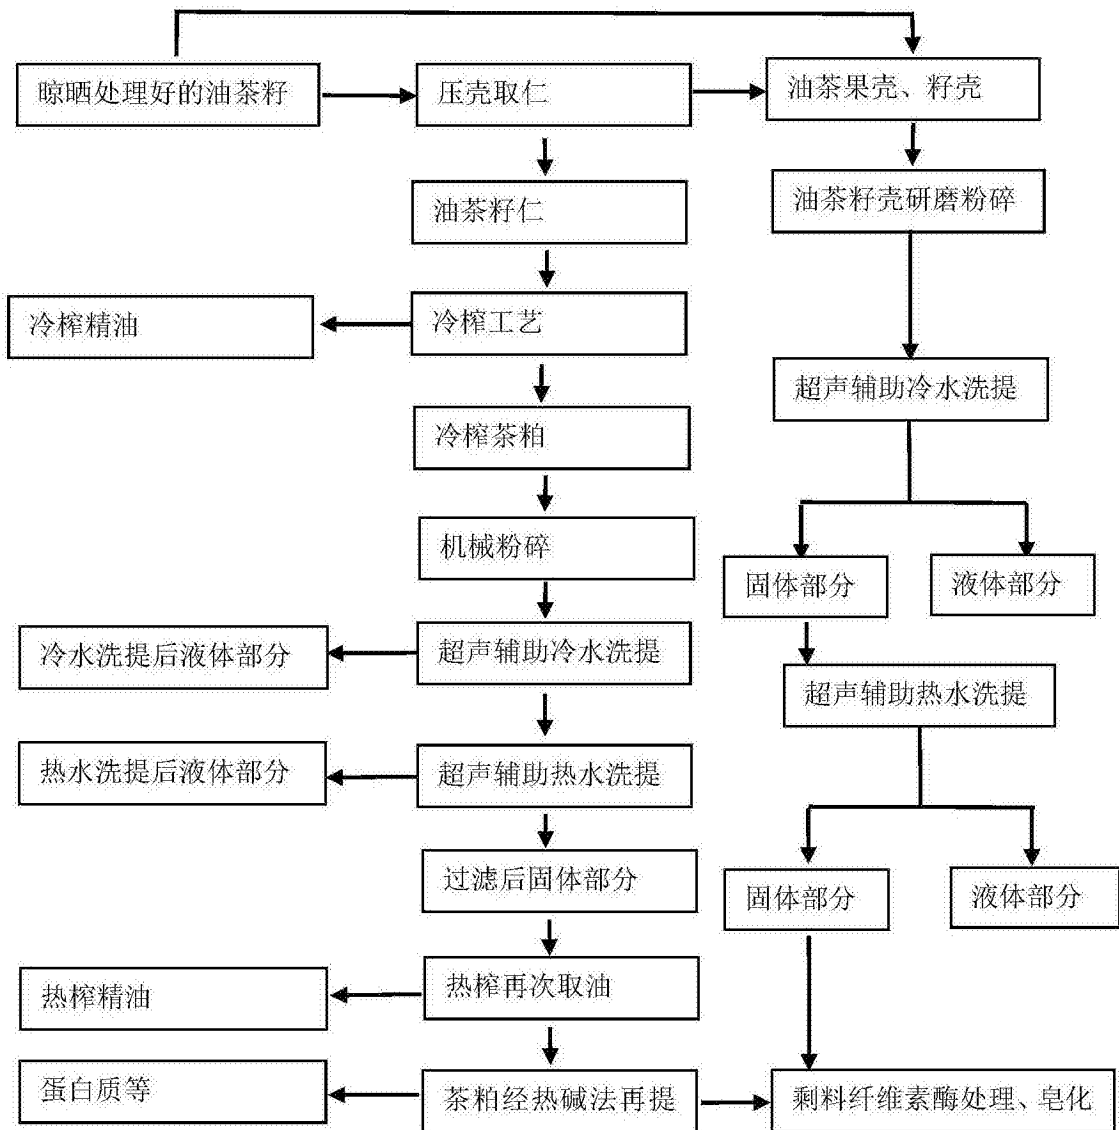 晾晒处理好的油茶籽
压壳取仁
油茶果壳、籽壳
油茶籽仁
油茶籽壳研磨粉碎
冷榨精油
冷榨工艺
超声辅助冷水洗提
冷榨茶粕
机械粉碎
固体部分
液体部分
冷水洗提后液体部分
超声辅助冷水洗提
超声辅助热水洗提
热水洗提后液体部分
超声辅助热水洗提
过滤后固体部分
固体部分
液体部分
热榨精油
热榨再次取油
蛋白质等
茶粕经热碱法再提
剩料纤维素酶处理、皂化